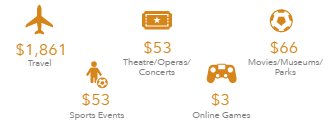 $1,861
Travel
$53
Theatre/Operas/
Concerts
$66
Movies/Museums/
Parks
$53
Sports Events
$3
Online Games